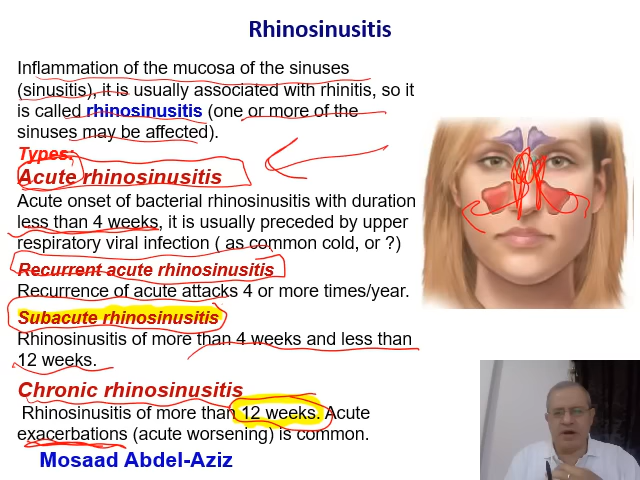 Rhinosinusitis
Inflammation of the mucosa of the sinuses
(sinusitis), it is usually associated with rhinitis, so it
is called rhinosinusitis (one or more of the
sinuses may be affected).
Types:
Acute rhinosinusitis
Acute onset of bacterial rhinosinusitis with duration
less than 4 weeks, it is usually preceded by upper
respiratory viral infection ( as common cold, or ?)
Recurrent acute rhinosinusitis
Recurrence of acute attacks 4 or more times/year.
Subacute rhinosinusitis
Rhinosinusitis of more than 4 weeks and less than
12 weeks.
Chronic rhinosinusitis
Rhinosinusitis of more than 12 weeks. Acute
exacerbations (acute worsening) is common.
Mosaad Abdel-Aziz